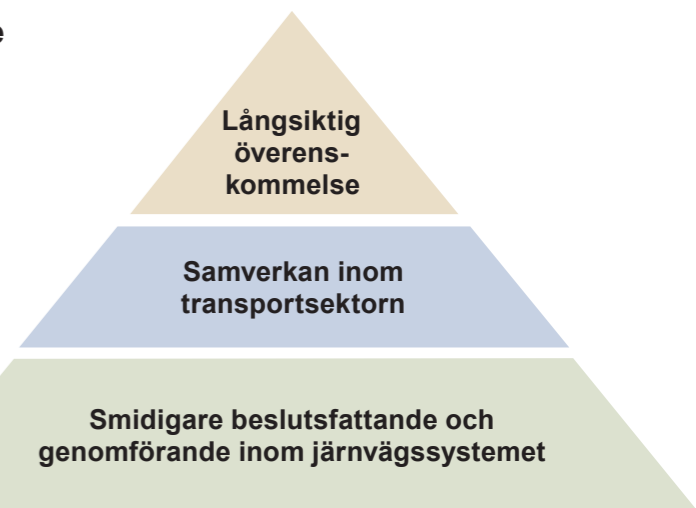 Långsiktig
överens-
kommelse
Samverkan inom
transportsektorn
Smidigare beslutsfattande och
genomförande inom järnvägssystemet